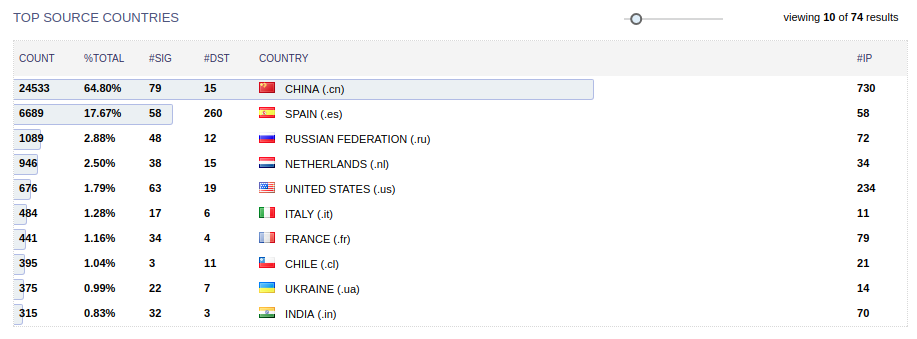 TOP SOURCE COUNTRIES viewing 10 of 74 results
COUNT %TOTAL #SIG #DST COUNTRY #IP
24533 64.80% 79 15 CHINA (.cn) 730
6689 17.67% 58 260 SPAIN (.es) 58
1089 2.88% 48 12 RUSSIAN FEDERATION (.ru) 72
946 2.50% 38 15 NETHERLANDS (.nl) 34
676 1.79% 63 19 UNITED STATES (.us) 234
484 1.28% 17 6 ITALY (.it) 11
441 1.16% 34 4 FRANCE (.fr) 79
395 1.04% 3 11 CHILE (.cl) 21
375 0.99% 22 7 UKRAINE (.ua) 14
315 0.83% 32 3 INDIA (.in) 70